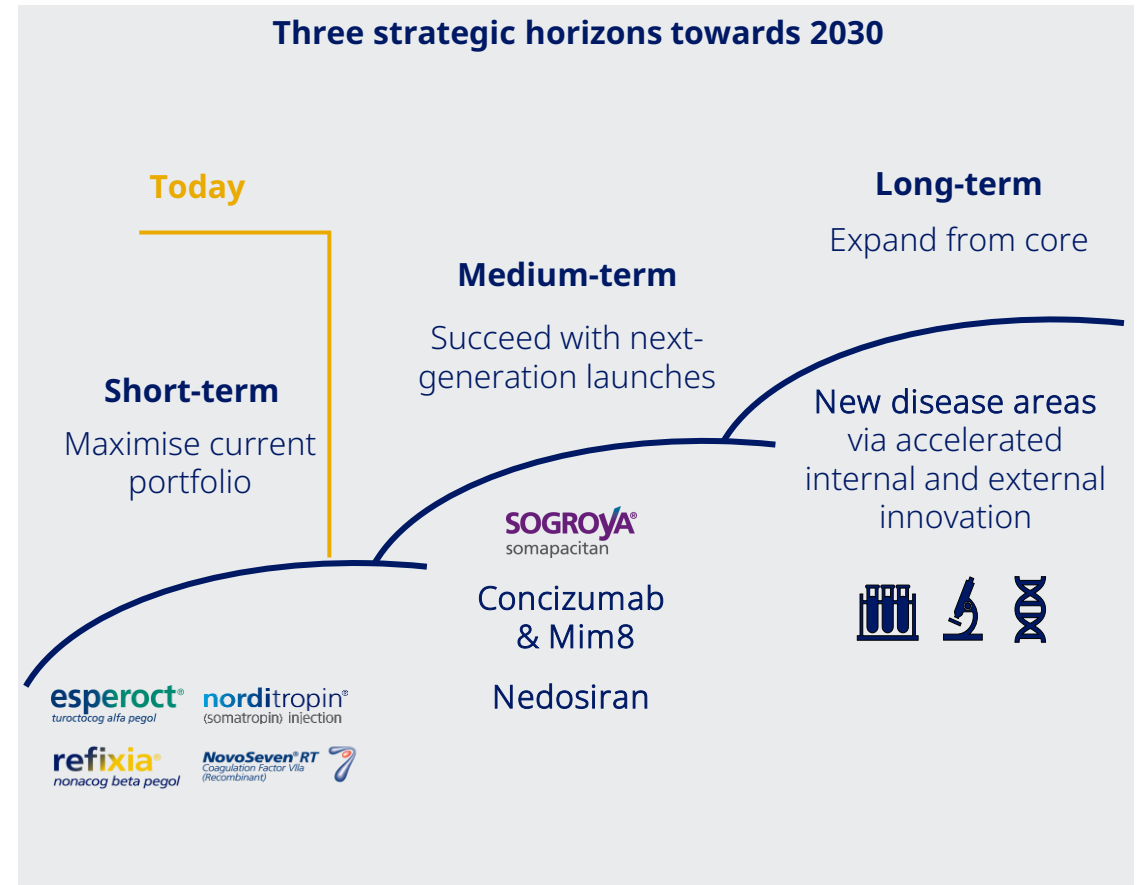 Three strategic horizons towards 2030
Today
Short-term
Maximise current
portfolio
esperoct®
turoctocog alfa pegol
norditropin®
(somatropin) injection
refixia®
nonacog beta pegol
NovoSeven®RT
Coagulation Factor VIIa
(Recombinant)
Medium-term
Succeed with next-
generation launches
SOGROYA®
somapacitan
Concizumab
& Mim8
Nedosiran
Long-term
Expand from core
New disease areas
via accelerated
internal and external
innovation